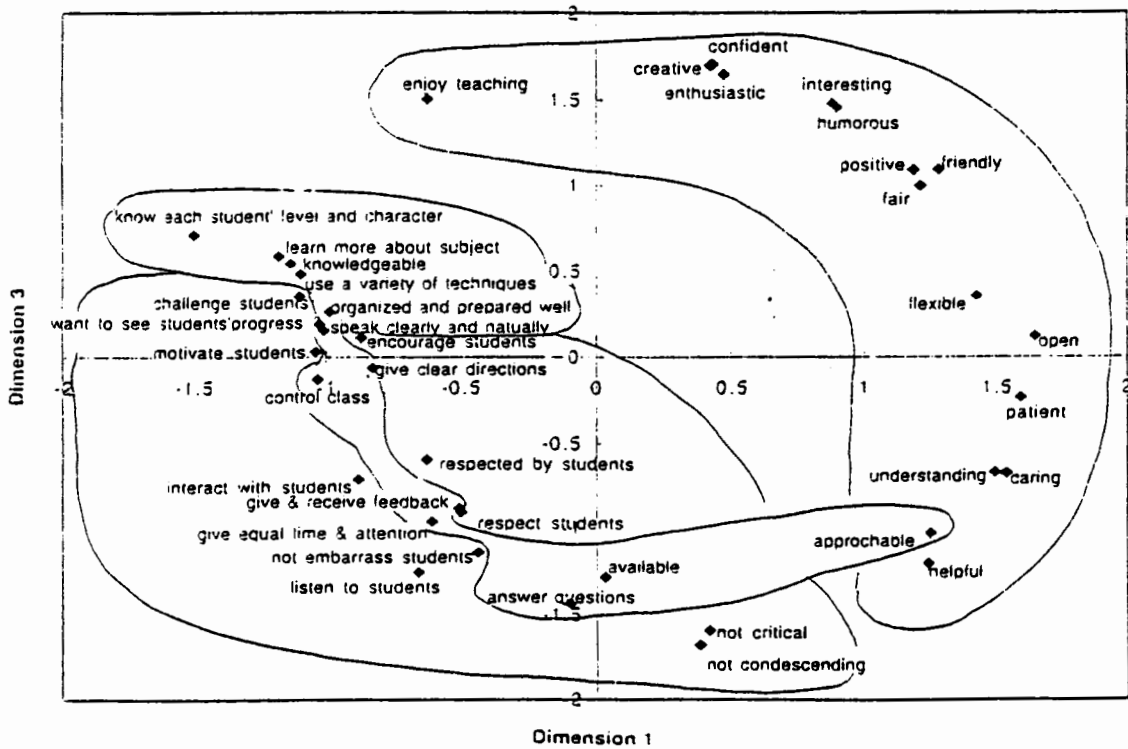 2
confident
creative
enthusiastic
interesting
enjoy teaching
1.5
humorous
positive
friendly
fair
1
know each student' level and character
learn more about subject
knowledgeable
0.5
use a variety of techniques
challenge students
organized and prepared well
flexible
want to see students'progress
speak clearly and natually
encourage students
open
motivate students
0
give clear directions
-2
-1.5
-1
-0.5
0
0.5
1
1.5
2
control class
patient
-0.5
respected by students
understanding
caring
interact with students
give & receive feedback
respect students
give equal time & attention
approchable
not embarrass students
available
helpful
listen to students
answer questions
-1.5
not critical
not condescending
-2
Dimension 3
Dimension 1